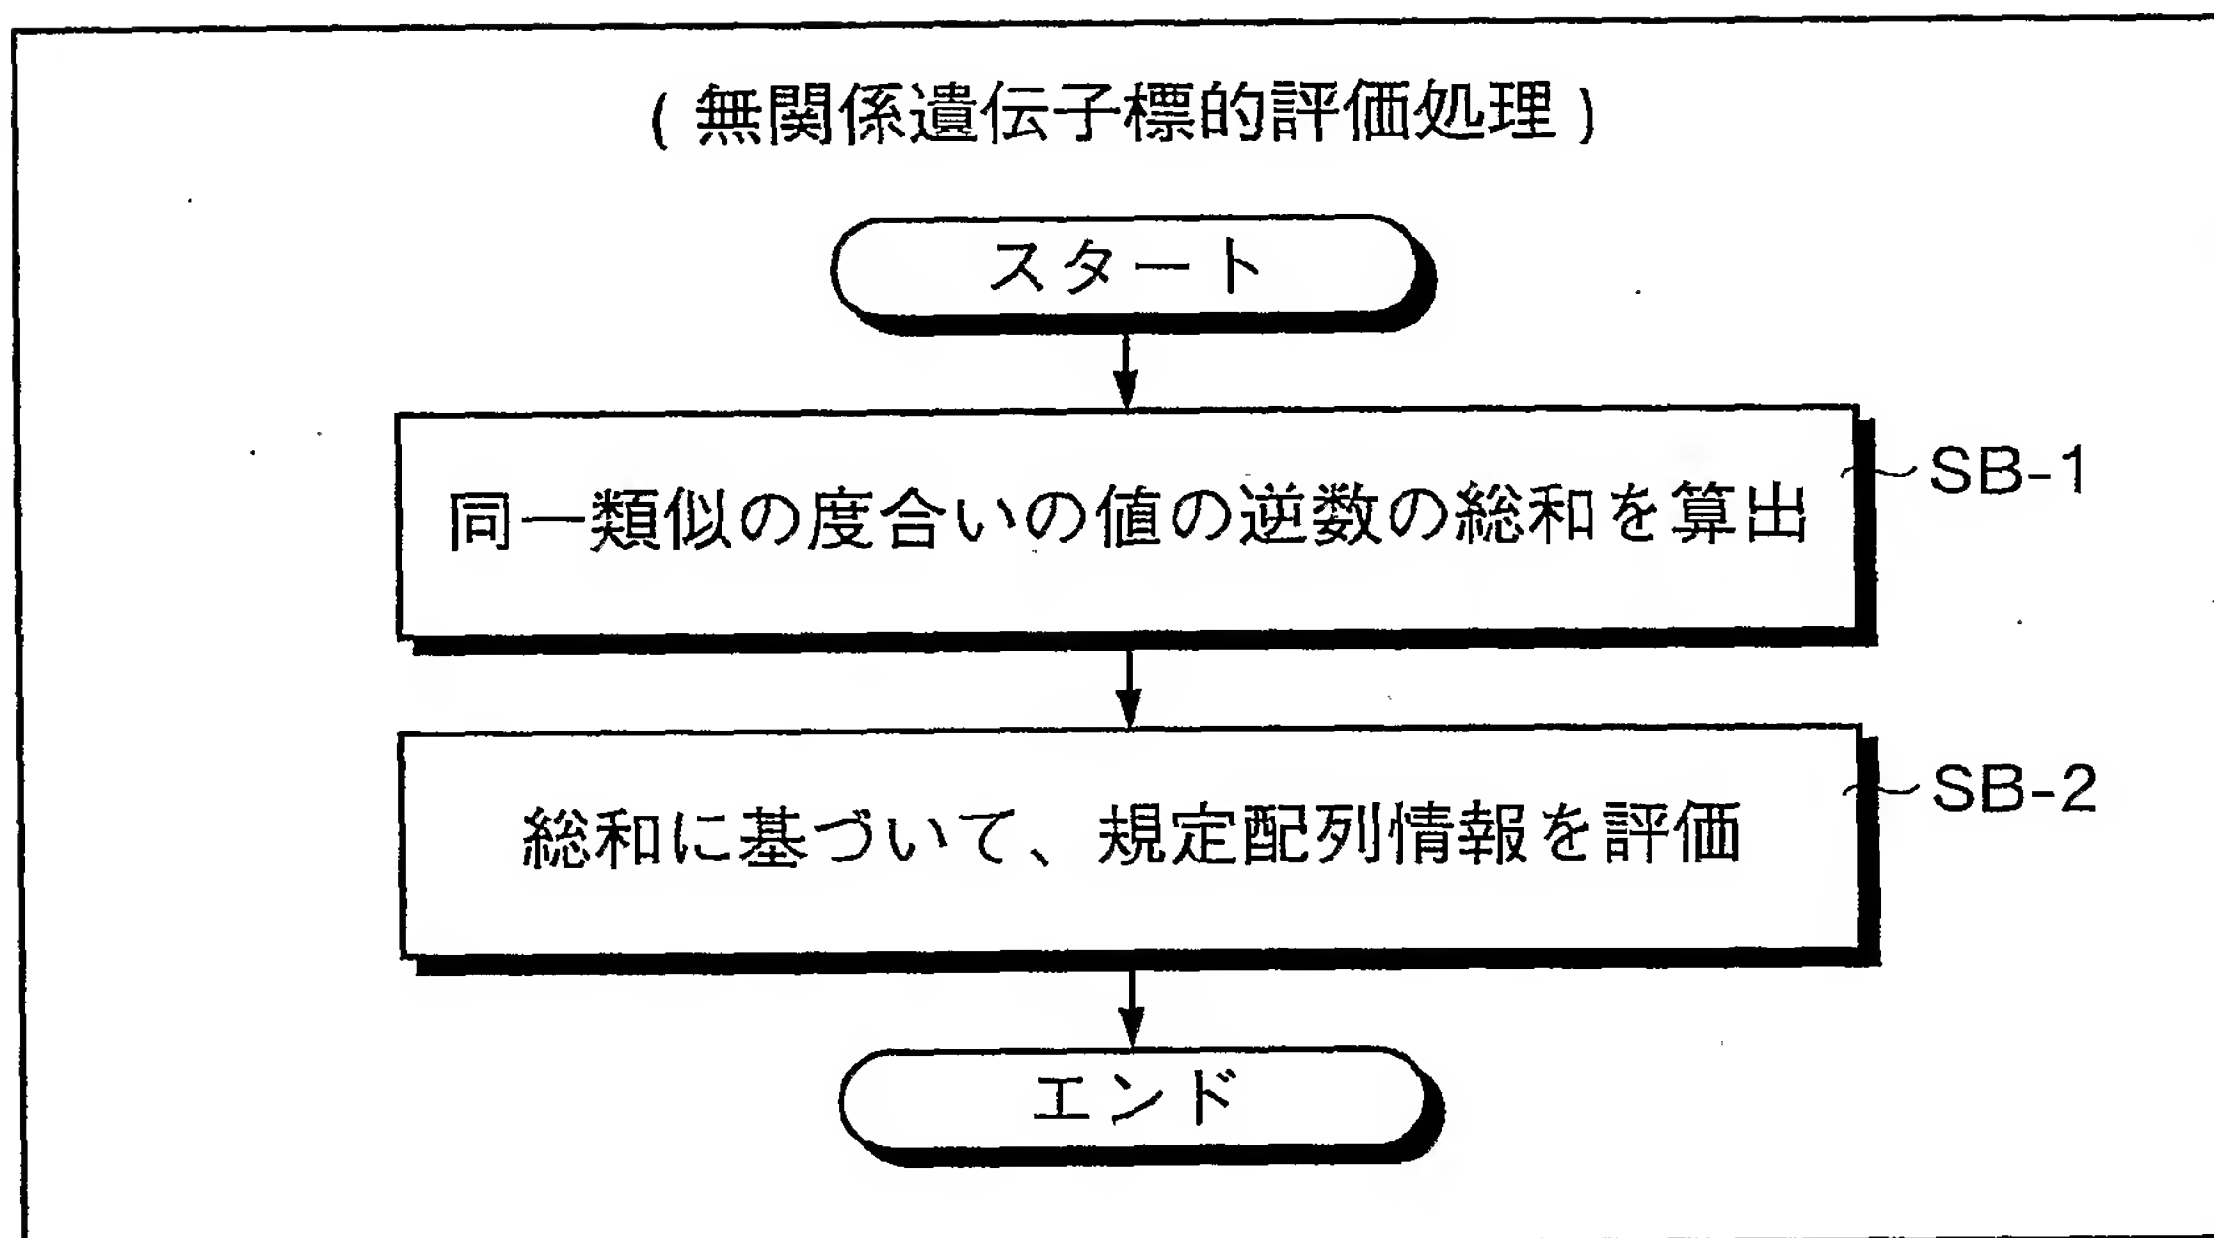 (無関係遺伝子標的評価処理)
スタート
同一類似の度合いの値の逆数の総和を算出
SB-1
総和に基づいて、規定配列情報を評価
SB-2
エンド